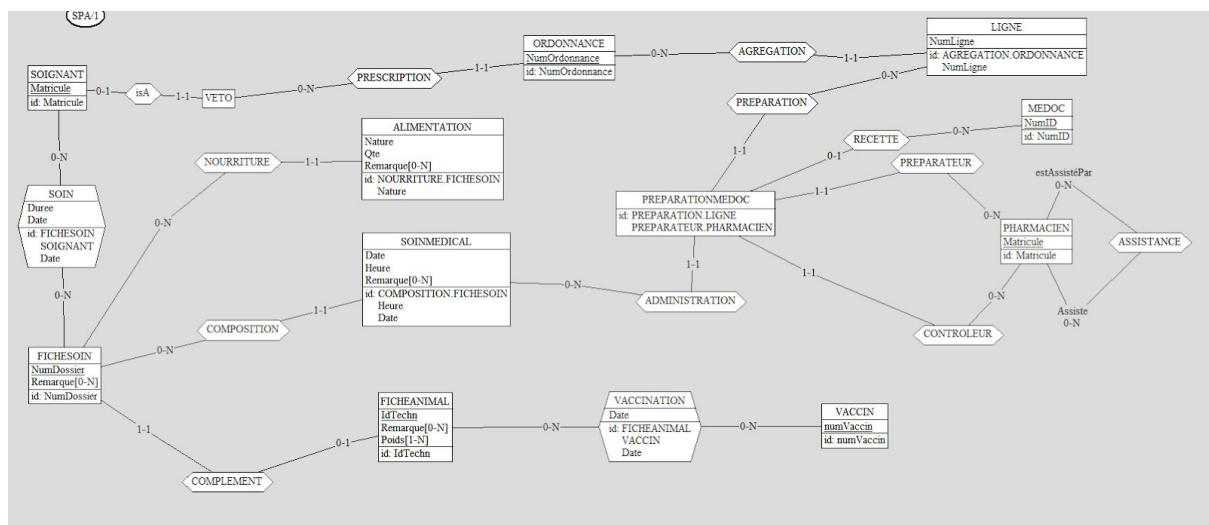 SPA/1
SOIGNANT
Matricule
id: Matricule
0-1
isA
1-1
VETO
0-N
PRESCRIPTION
1-1
ORDONNANCE
NumOrdonnance
id: NumOrdonnance
0-N
AGREGATION
1-1
LIGNE
NumLigne
id: AGREGATION.ORDONNANCE
NumLigne
0-N
PREPARATION
1-1
MEDOC
NumID
id: NumID
0-N
RECETTE
0-1
ALIMENTATION
Nature
Qte
Remarque[0-N]
id: NOURRITURE.FICHESOIN
Nature
1-1
NOURRITURE
0-N
0-N
SOIN
Duree
Date
id: FICHESOIN
SOIGNANT
Date
0-N
PREPARATEUR
1-1
0-N
PREPARATIONMEDOC
id: PREPARATION.LIGNE
PREPARATEUR.PHARMACIEN
estAssistéPar
0-N
PHARMACIEN
Matricule
id: Matricule
ASSISTANCE
Assiste
0-N
SOINMEDICAL
Date
Heure
Remarque[0-N]
id: COMPOSITION.FICHESOIN
Heure
Date
0-N
ADMINISTRATION
1-1
1-1
CONTROLEUR
0-N
1-1
COMPOSITION
0-N
FICHESOIN
NumDossier
Remarque[0-N]
id: NumDossier
1-1
COMPLEMENT
0-1
FICHEANIMAL
IdTechn
Remarque[0-N]
Poids[1-N]
id: IdTechn
0-N
VACCINATION
Date
id: FICHEANIMAL
VACCIN
Date
0-N
VACCIN
numVaccin
id: numVaccin